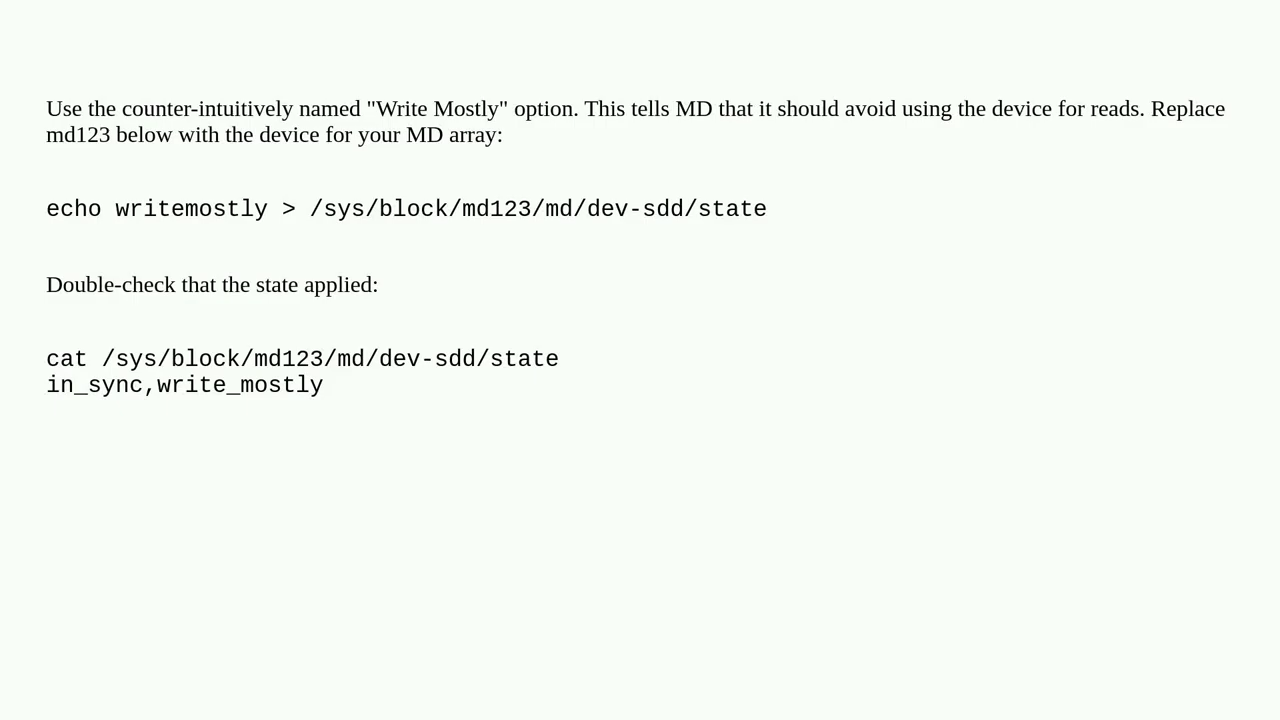 Use the counter-intuitively named "Write Mostly" option. This tells MD that it should avoid using the device for reads. Replace
md123 below with the device for your MD array:
echo writemostly > /sys/block/md123/md/dev-sdd/state
Double-check that the state applied:
cat /sys/block/md123/md/dev-sdd/state
in_sync,write_mostly